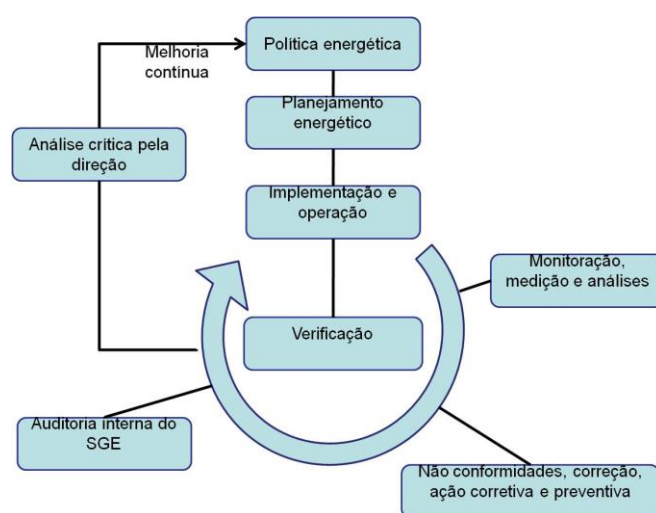 Política energética
Melhoria
contínua
Planejamento
energético
Análise crítica pela
direção
Implementação e
operação
Monitoração,
medição e análises
Verificação
Auditoria interna do
SGE
Não conformidades, correção,
ação corretiva e preventiva